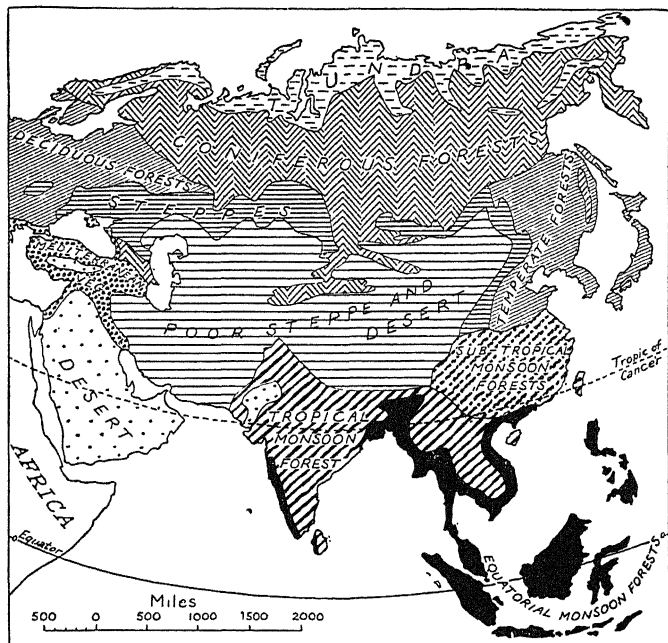 TUNDRA
CONIFEROUS FORESTS
DECIDUOUS FORESTS
STEPPES
TEMPERATE FORESTS
MEDIT.
POOR STEPPE AND
DESERT
DESERT
SUB-TROPICAL
MONSOON
FORESTS
Tropic of
Cancer
TROPICAL
MONSOON
FOREST
AFRICA
Equator
EQUATORIAL MONSOON FORESTS
Miles
500 0 500 1000 1500 2000